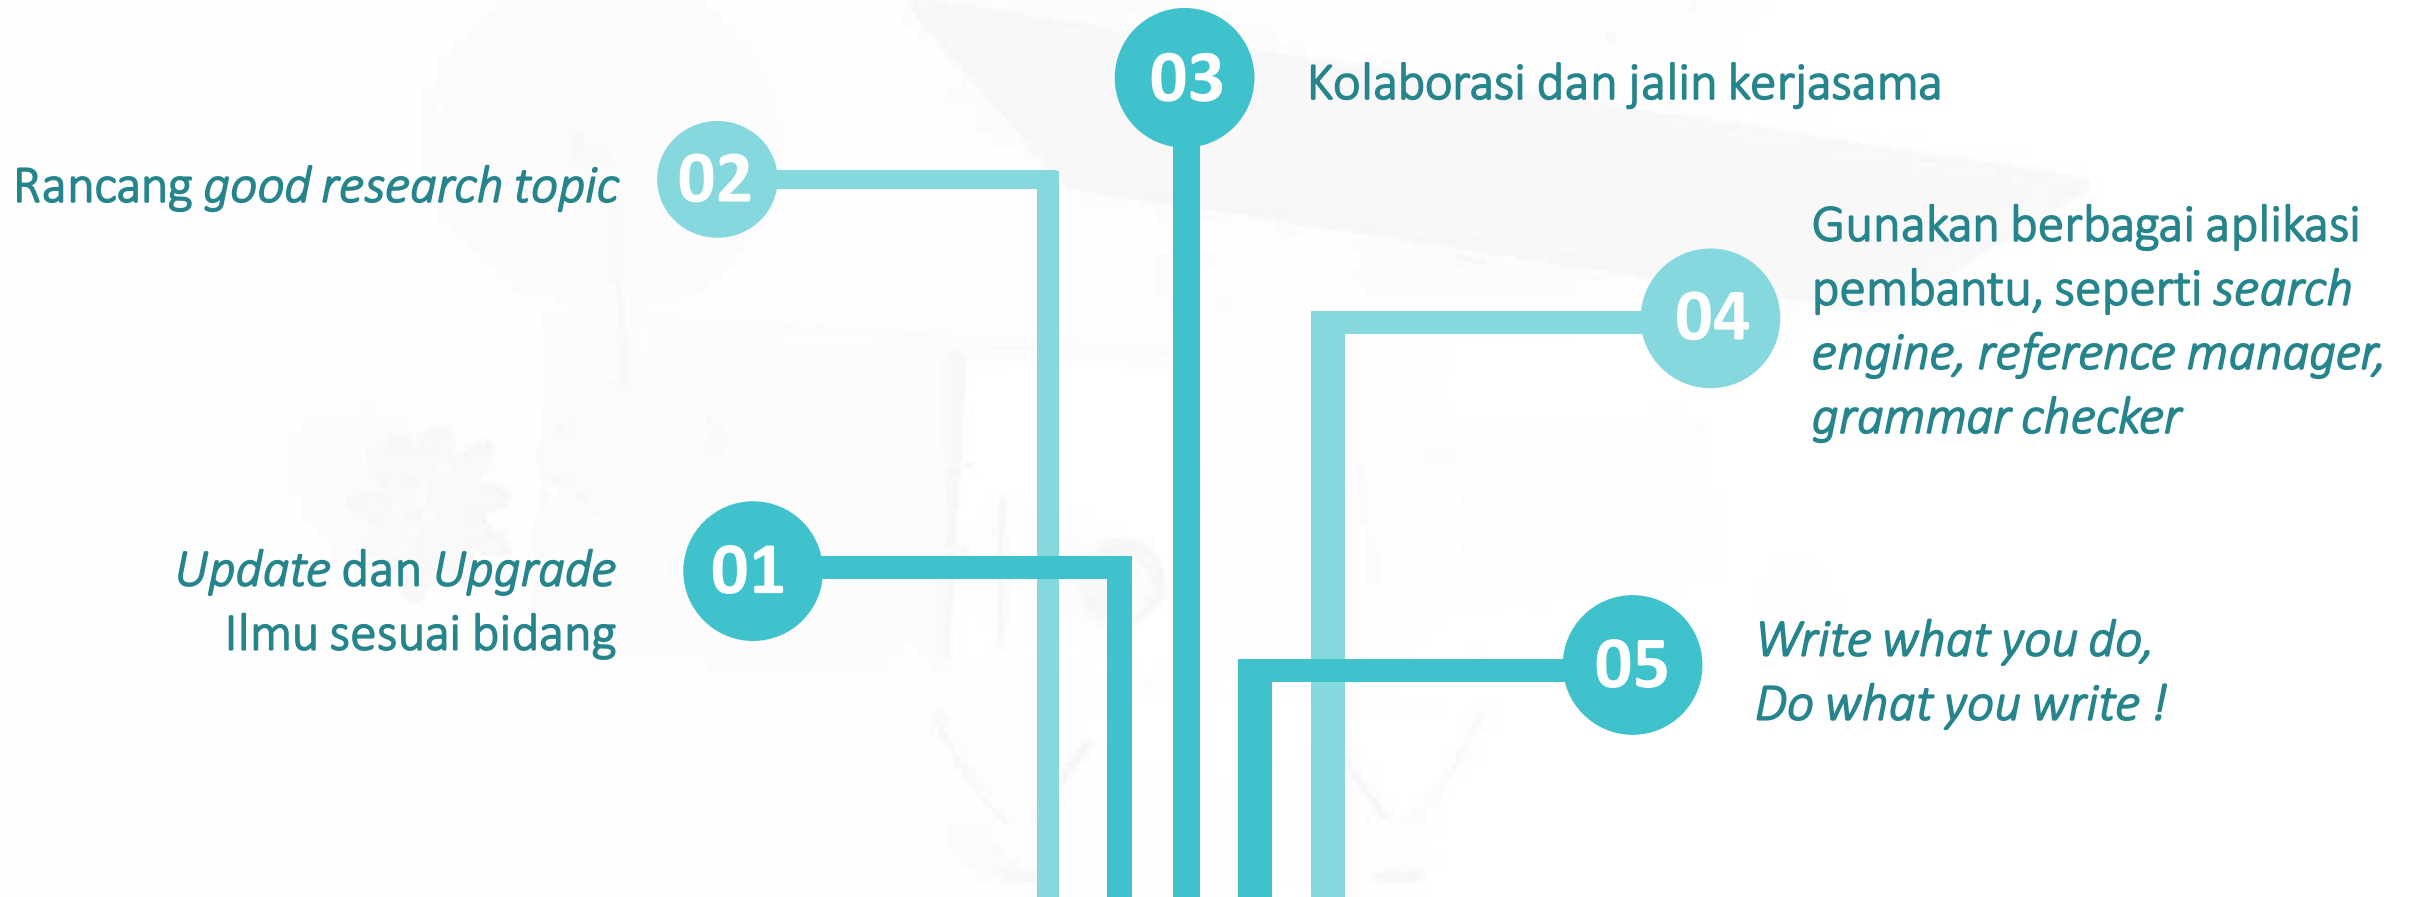 01
Update dan Upgrade
Ilmu sesuai bidang
02
Rancang good research topic
03
Kolaborasi dan jalin kerjasama
04
Gunakan berbagai aplikasi
pembantu, seperti search
engine, reference manager,
grammar checker
05
Write what you do,
Do what you write !